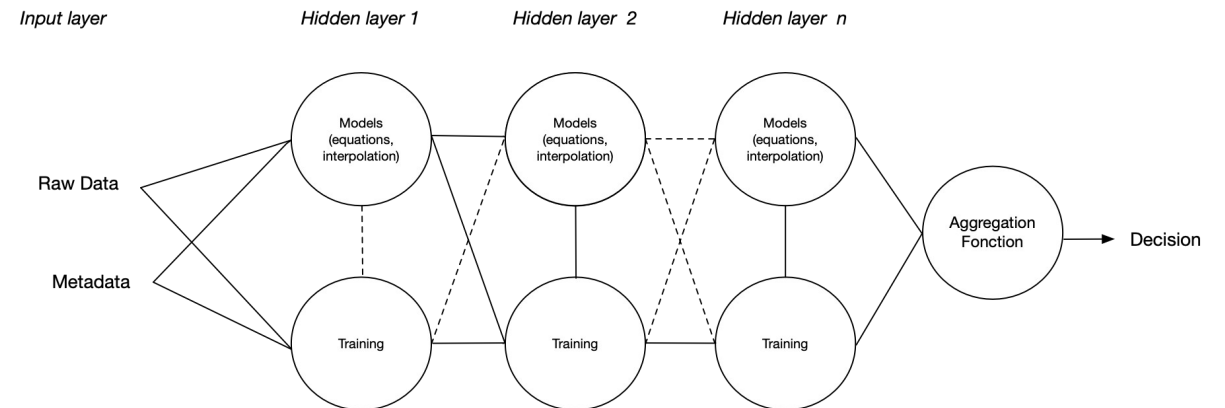 Input layer
Hidden layer 1
Hidden layer 2
Hidden layer n
Models
(equations,
interpolation)
Models
(equations,
interpolation)
Models
(equations,
interpolation)
Raw Data
Metadata
Aggregation
Fonction
Decision
Training
Training
Training